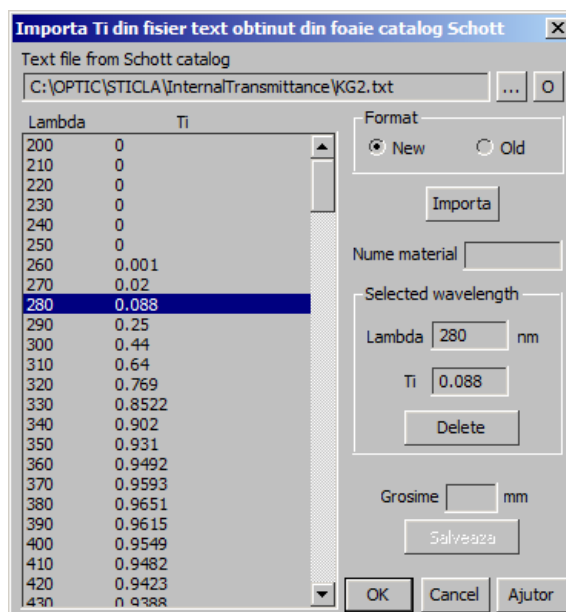 Importa Ti din fisier text obtinut din foaie catalog Schott
Text file from Schott catalog
C:\OPTIC\STICLA\InternalTransmittance\KG2.txt ... O
Lambda Ti
200 0
210 0
220 0
230 0
240 0
250 0
260 0.001
270 0.02
280 0.088
290 0.25
300 0.44
310 0.64
320 0.769
330 0.8522
340 0.902
350 0.931
360 0.9492
370 0.9593
380 0.9651
390 0.9615
400 0.9549
410 0.9482
420 0.9423
430 0.9388
Format
New Old
Importa
Nume material
Selected wavelength
Lambda 280 nm
Ti 0.088
Delete
Grosime mm
Salveaza
OK Cancel Ajutor